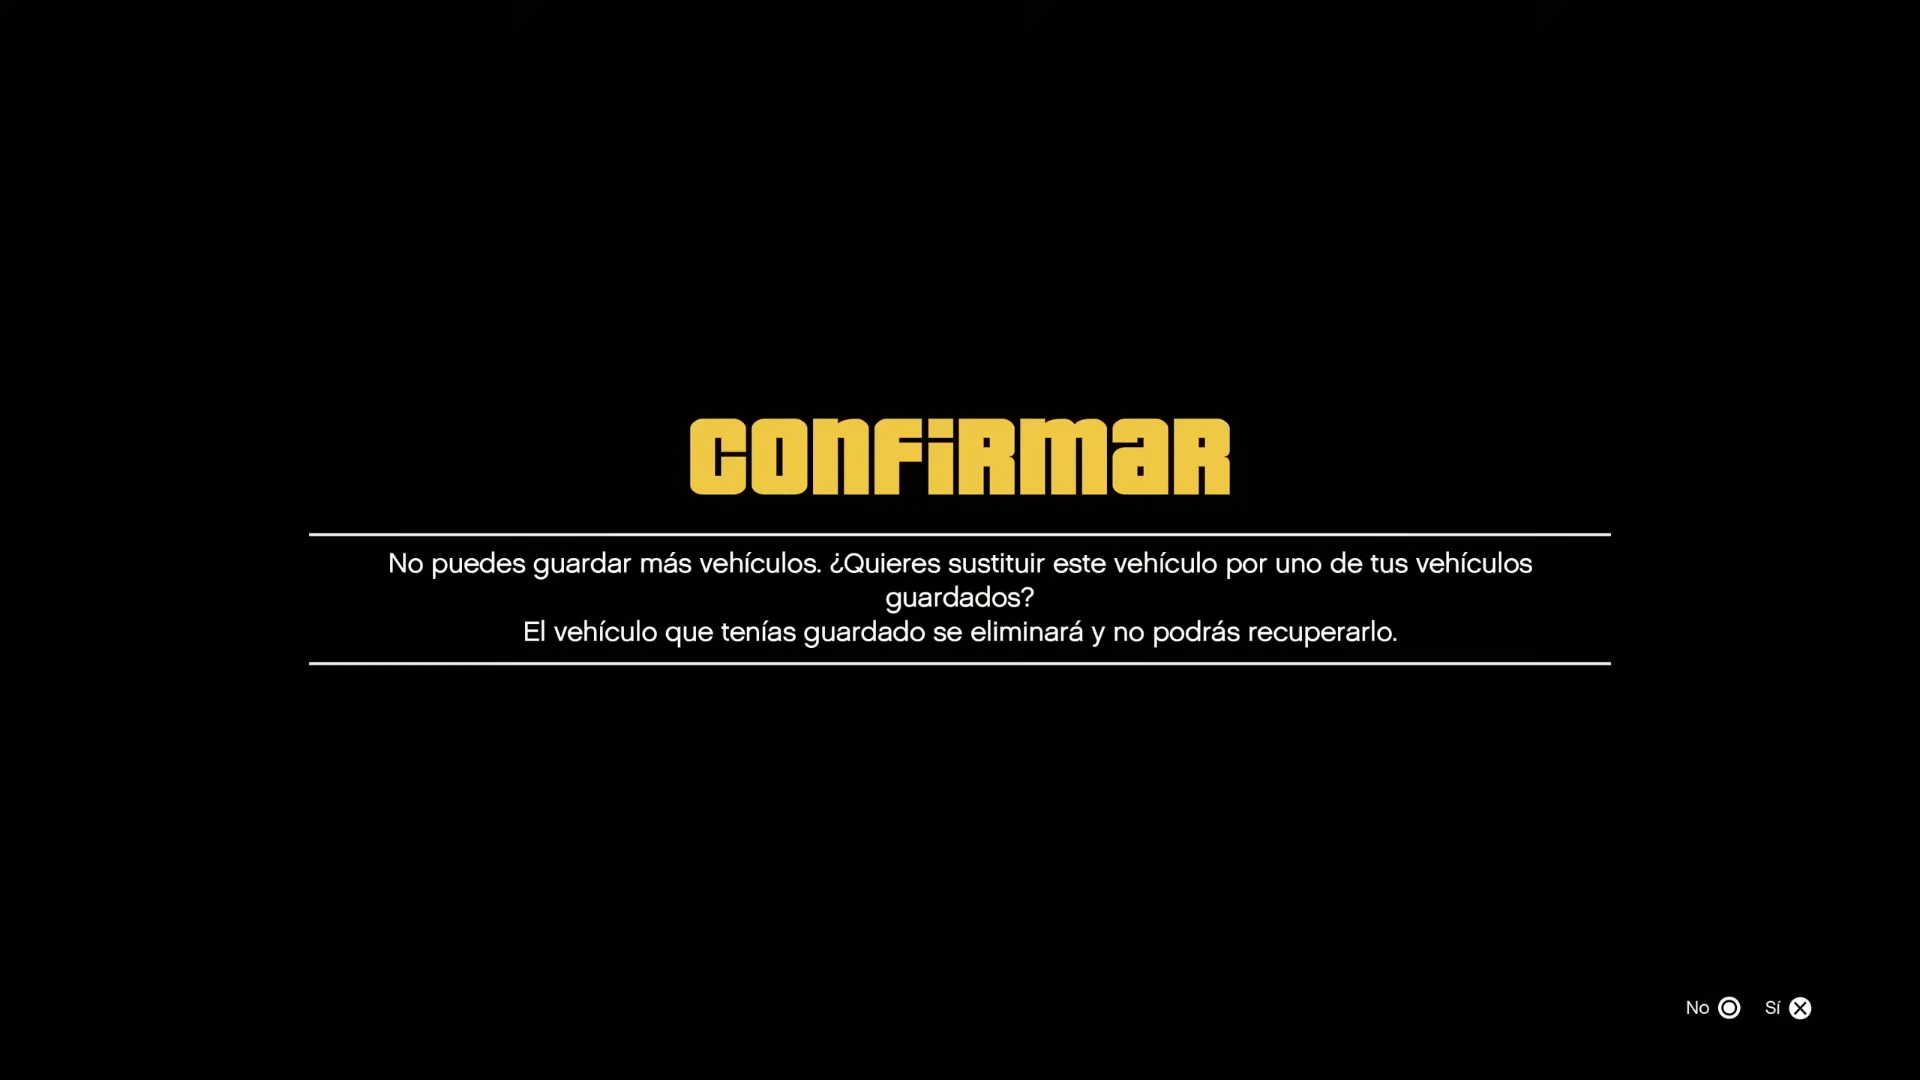 CONFIRMAR
No puedes guardar más vehículos. ¿Quieres sustituir este vehículo por uno de tus vehículos
guardados?
El vehículo que tenías guardado se eliminará y no podrás recuperarlo.
No Sí